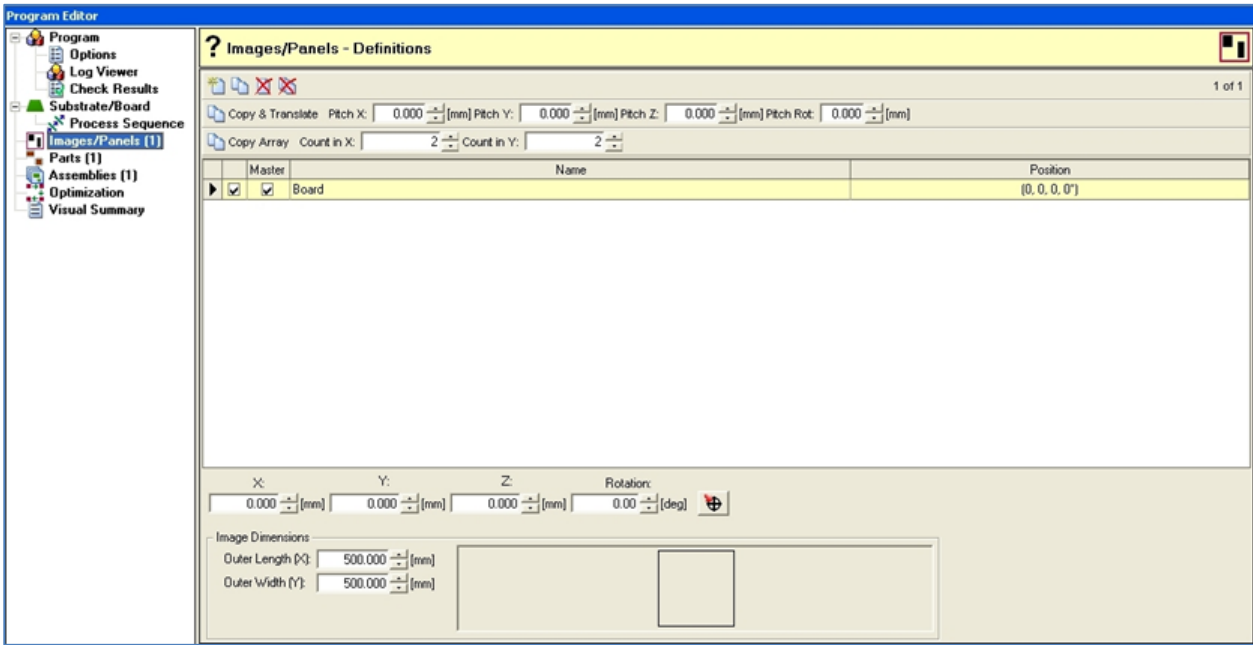 Program Editor
Program
Options
Log Viewer
Check Results
Substrate/Board
Process Sequence
Images/Panels (1)
Parts (1)
Assemblies (1)
Optimization
Visual Summary
? Images/Panels - Definitions
1 of 1
Copy & Translate Pitch X: 0.000 [mm] Pitch Y: 0.000 [mm] Pitch Z: 0.000 [mm] Pitch Rot: 0.000 [mm]
Copy Array Count in X: 2 Count in Y: 2
Master Name Position
Board (0, 0, 0, 0°)
X: Y: Z: Rotation:
0.000 [mm] 0.000 [mm] 0.000 [mm] 0.00 [deg]
Image Dimensions
Outer Length (X): 500.000 [mm]
Outer Width (Y): 500.000 [mm]